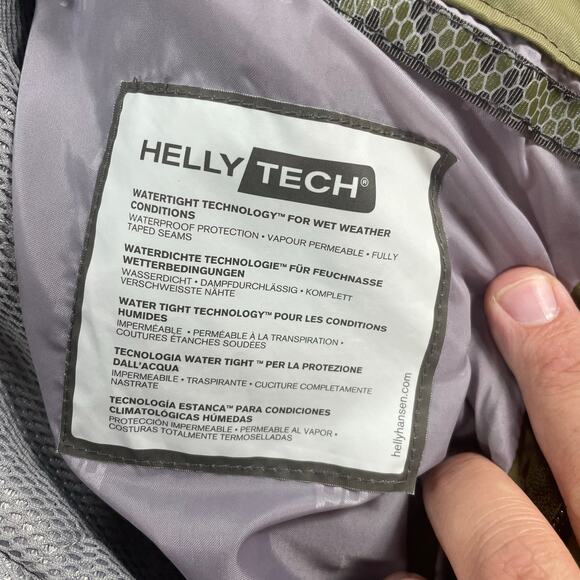 HELLY TECH®
WATERTIGHT TECHNOLOGY™ FOR WET WEATHER
CONDITIONS
WATERPROOF PROTECTION • VAPOUR PERMEABLE • FULLY
TAPED SEAMS
WATERDICHTE TECHNOLOGIE™ FÜR FEUCHNASSE
WETTERBEDINGUNGEN
WASSERDICHT • DAMPFDURCHLÄSSIG • KOMPLETT
VERSCHWEISSTE NÄHTE
WATER TIGHT TECHNOLOGY™ POUR LES CONDITIONS
HUMIDES
IMPERMÉABLE • PERMÉABLE À LA TRANSPIRATION •
COUTURES ÉTANCHES SOUDÉES
TECNOLOGIA WATER TIGHT ™ PER LA PROTEZIONE
DALL'ACQUA
IMPERMEABILE • TRASPIRANTE • CUCITURE COMPLETAMENTE
NASTRATE
TECNOLOGÍA ESTANCA™ PARA CONDICIONES
CLIMATOLÓGICAS HÚMEDAS
PROTECCIÓN IMPERMEABLE • PERMEABLE AL VAPOR •
COSTURAS TOTALMENTE TERMOSELLADAS
hellyhansen.com